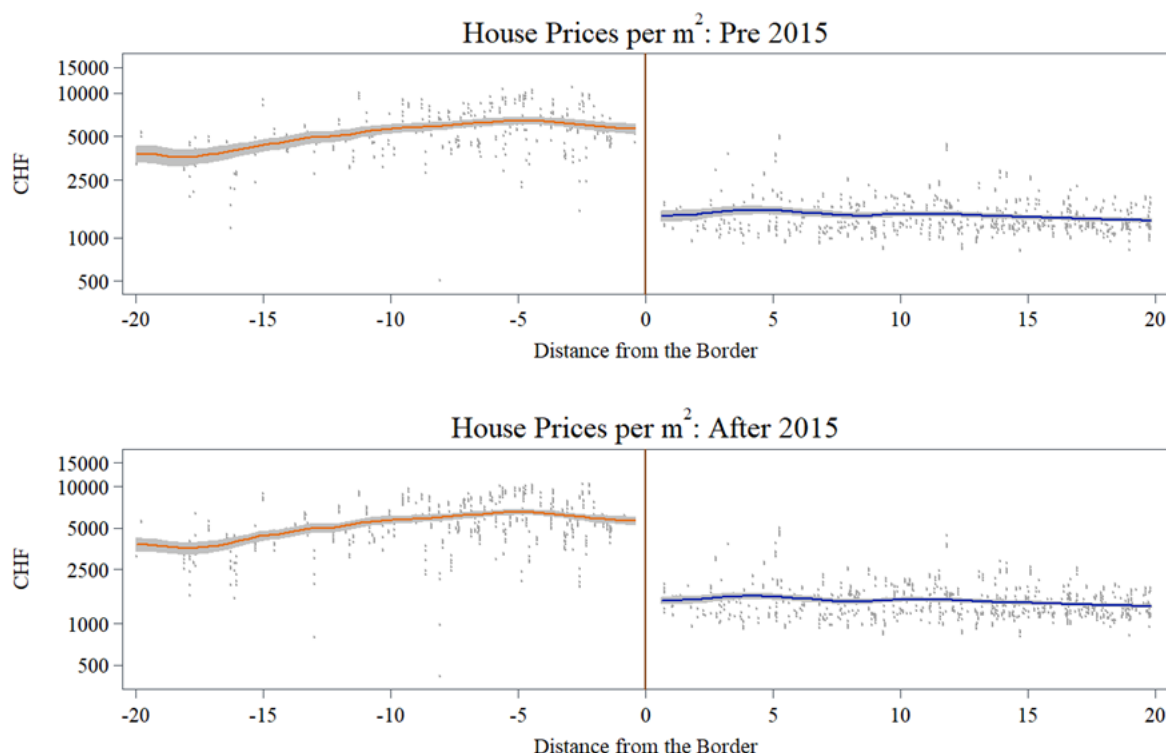 House Prices per m²: Pre 2015
15000
10000
5000
2500
1000
500
CHF
-20 -15 -10 -5 0 5 10 15 20
Distance from the Border
House Prices per m²: After 2015
15000
10000
5000
2500
1000
500
CHF
-20 -15 -10 -5 0 5 10 15 20
Distance from the Border